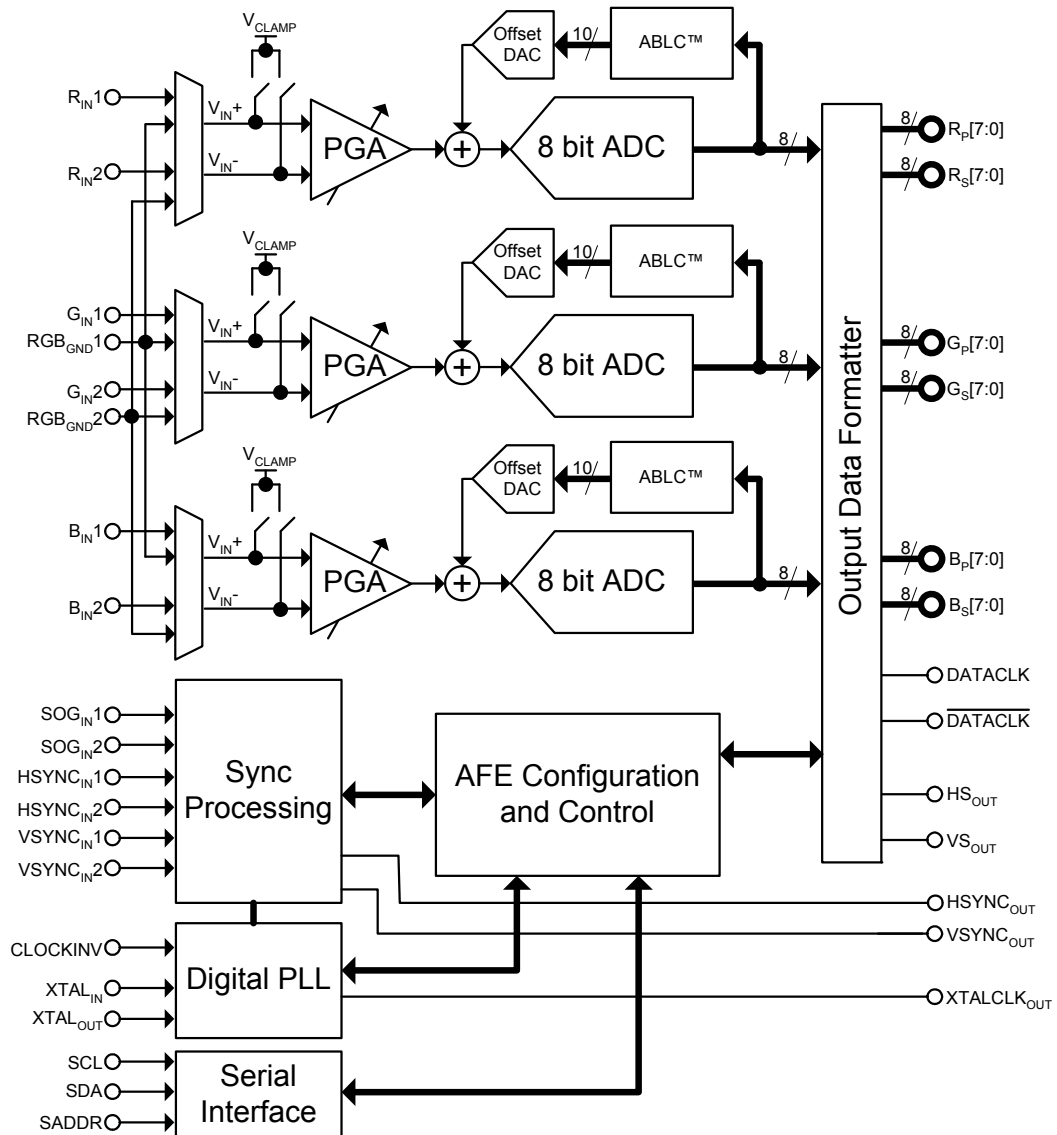 VCLAMP
Offset
DAC
10
ABLC™
RIN1
VIN+
PGA
8 bit ADC
8
8
RP[7:0]
RIN2
VIN-
8
RS[7:0]
VCLAMP
Offset
DAC
10
ABLC™
GIN1
VIN+
RGBGND1
PGA
8 bit ADC
8
8
GP[7:0]
GIN2
VIN-
8
GS[7:0]
RGBGND2
VCLAMP
Offset
DAC
10
ABLC™
BIN1
VIN+
PGA
8 bit ADC
8
8
BP[7:0]
BIN2
VIN-
8
BS[7:0]
Output Data Formatter
DATACLK
DATACLK
HSOUT
VSOUT
SOGIN1
SOGIN2
HSYNCIN1
HSYNCIN2
VSYNCIN1
VSYNCIN2
Sync
Processing
AFE Configuration
and Control
HSYNCOUT
VSYNCOUT
CLOCKINV
XTALIN
XTALOUT
Digital PLL
XTALCLKOUT
SCL
SDA
SADDR
Serial
Interface